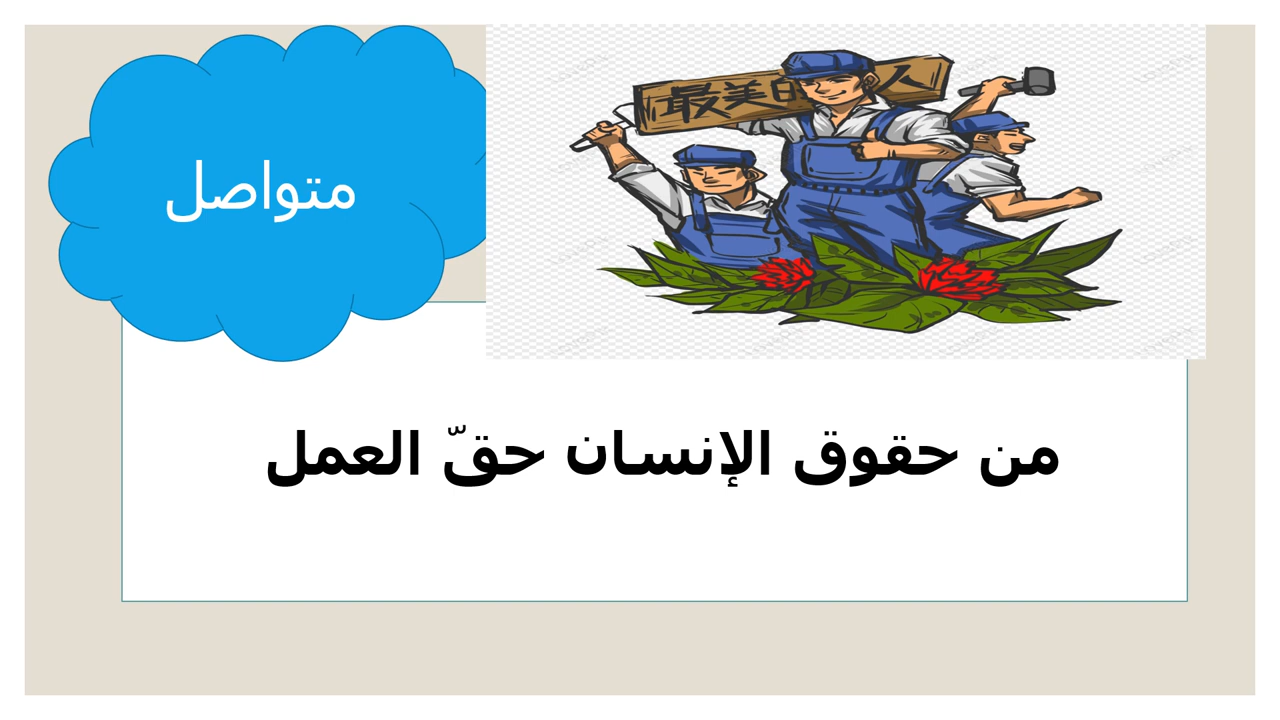 متواصل
最美的 人
من حقوق الإنسان حقّ العمل